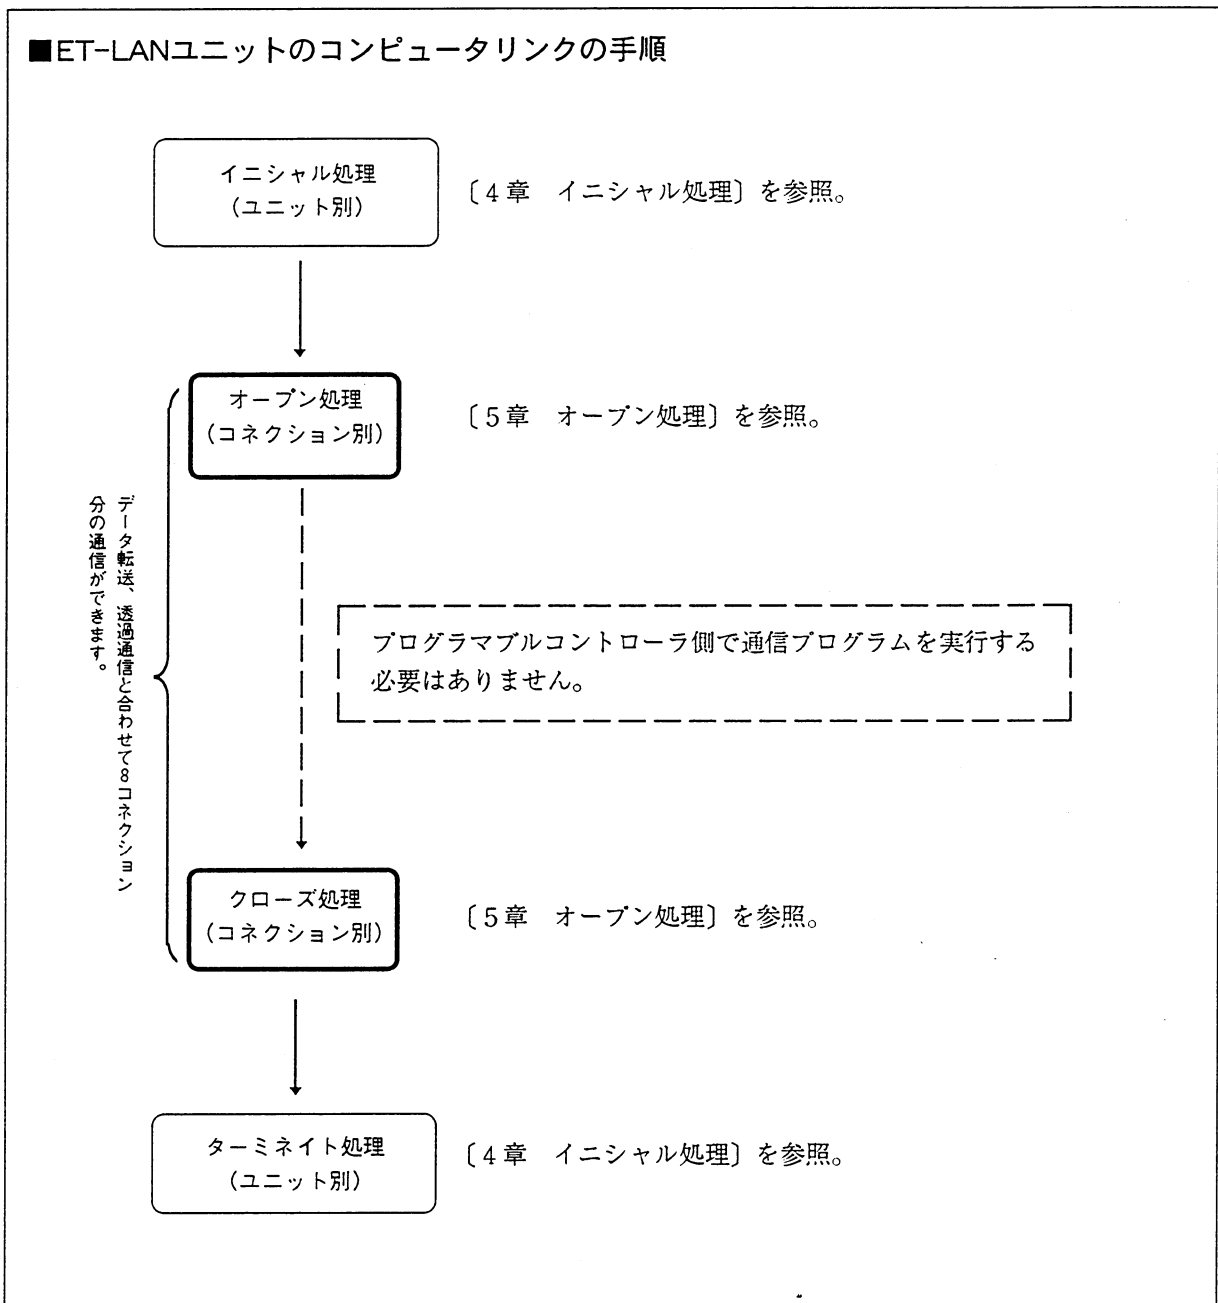 ■ET-LANユニットのコンピュータリンクの手順
イニシャル処理
(ユニット別)
〔4章　イニシャル処理〕を参照。
オープン処理
(コネクション別)
〔5章　オープン処理〕を参照。
データ転送、透過通信と合わせて8コネクション
分の通信ができます。
プログラマブルコントローラ側で通信プログラムを実行する
必要はありません。
クローズ処理
(コネクション別)
〔5章　オープン処理〕を参照。
ターミネイト処理
(ユニット別)
〔4章　イニシャル処理〕を参照。